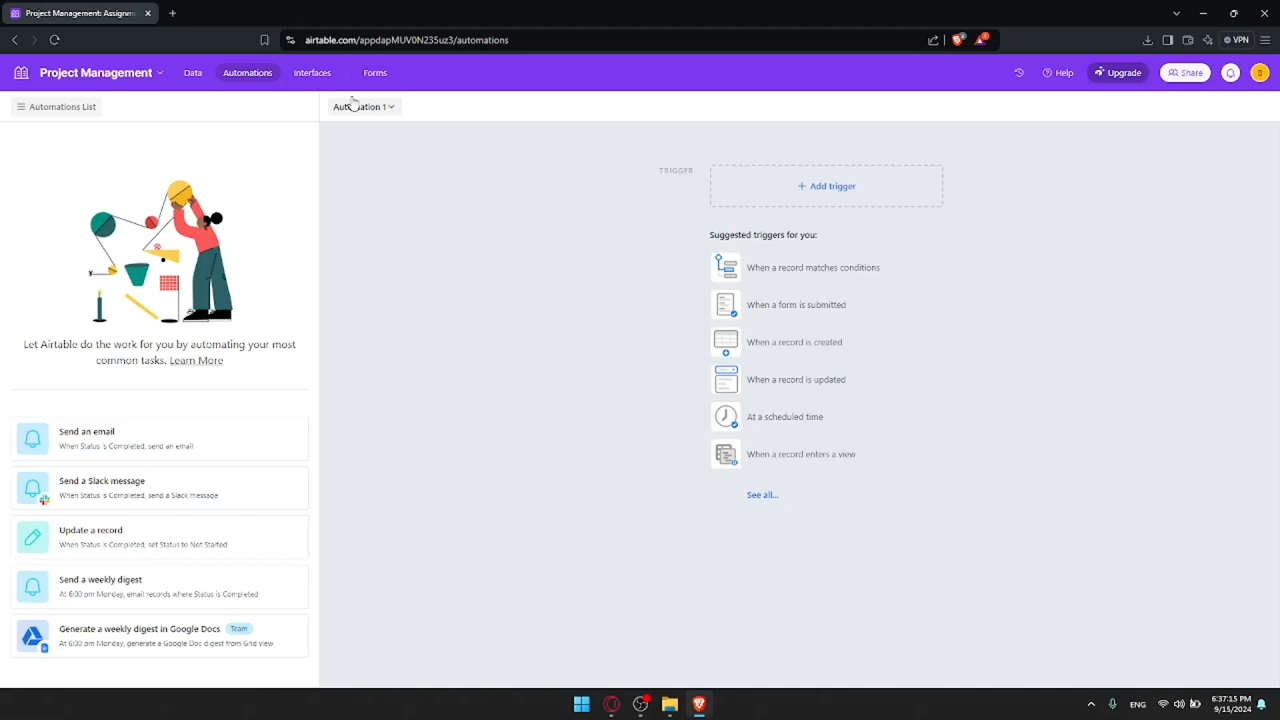 Project Management: Assignm
airtable.com/appdapMUV0N235uz3/automations
VPN
Project Management
Data
Automations
Interfaces
Forms
Help
Upgrade
Share
Automations List
Automation 1
TRIGGER
+ Add trigger
Suggested triggers for you:
When a record matches conditions
When a form is submitted
When a record is created
When a record is updated
At a scheduled time
When a record enters a view
See all...
Let Airtable do the work for you by automating your most
common tasks. Learn More
Send an email
When Status is Completed, send an email
Send a Slack message
When Status is Completed, send a Slack message
Update a record
When Status is Completed, set Status to Not Started
Send a weekly digest
At 6:00 pm Monday, email records where Status is Completed
Generate a weekly digest in Google Docs Team
At 6:00 pm Monday, generate a Google Doc digest from Grid view
ENG
6:37:15 PM
9/15/2024